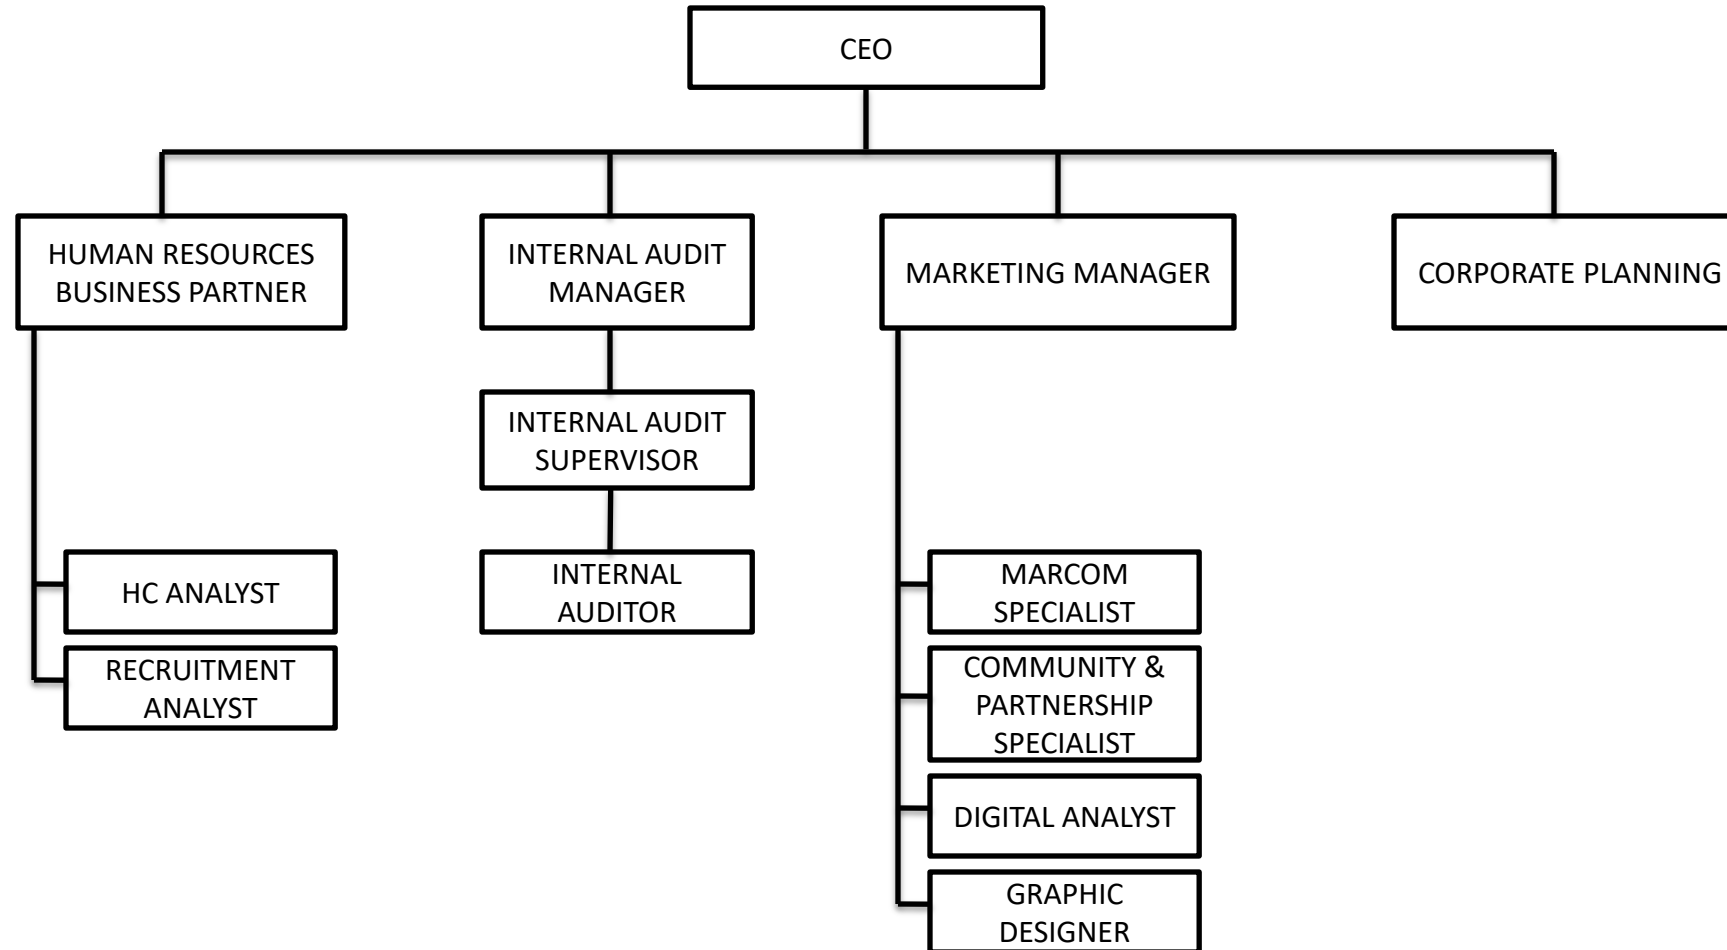 CEO
HUMAN RESOURCES
BUSINESS PARTNER
INTERNAL AUDIT
MANAGER
MARKETING MANAGER
CORPORATE PLANNING
INTERNAL AUDIT
SUPERVISOR
HC ANALYST
INTERNAL
AUDITOR
MARCOM
SPECIALIST
RECRUITMENT
ANALYST
COMMUNITY &
PARTNERSHIP
SPECIALIST
DIGITAL ANALYST
GRAPHIC
DESIGNER